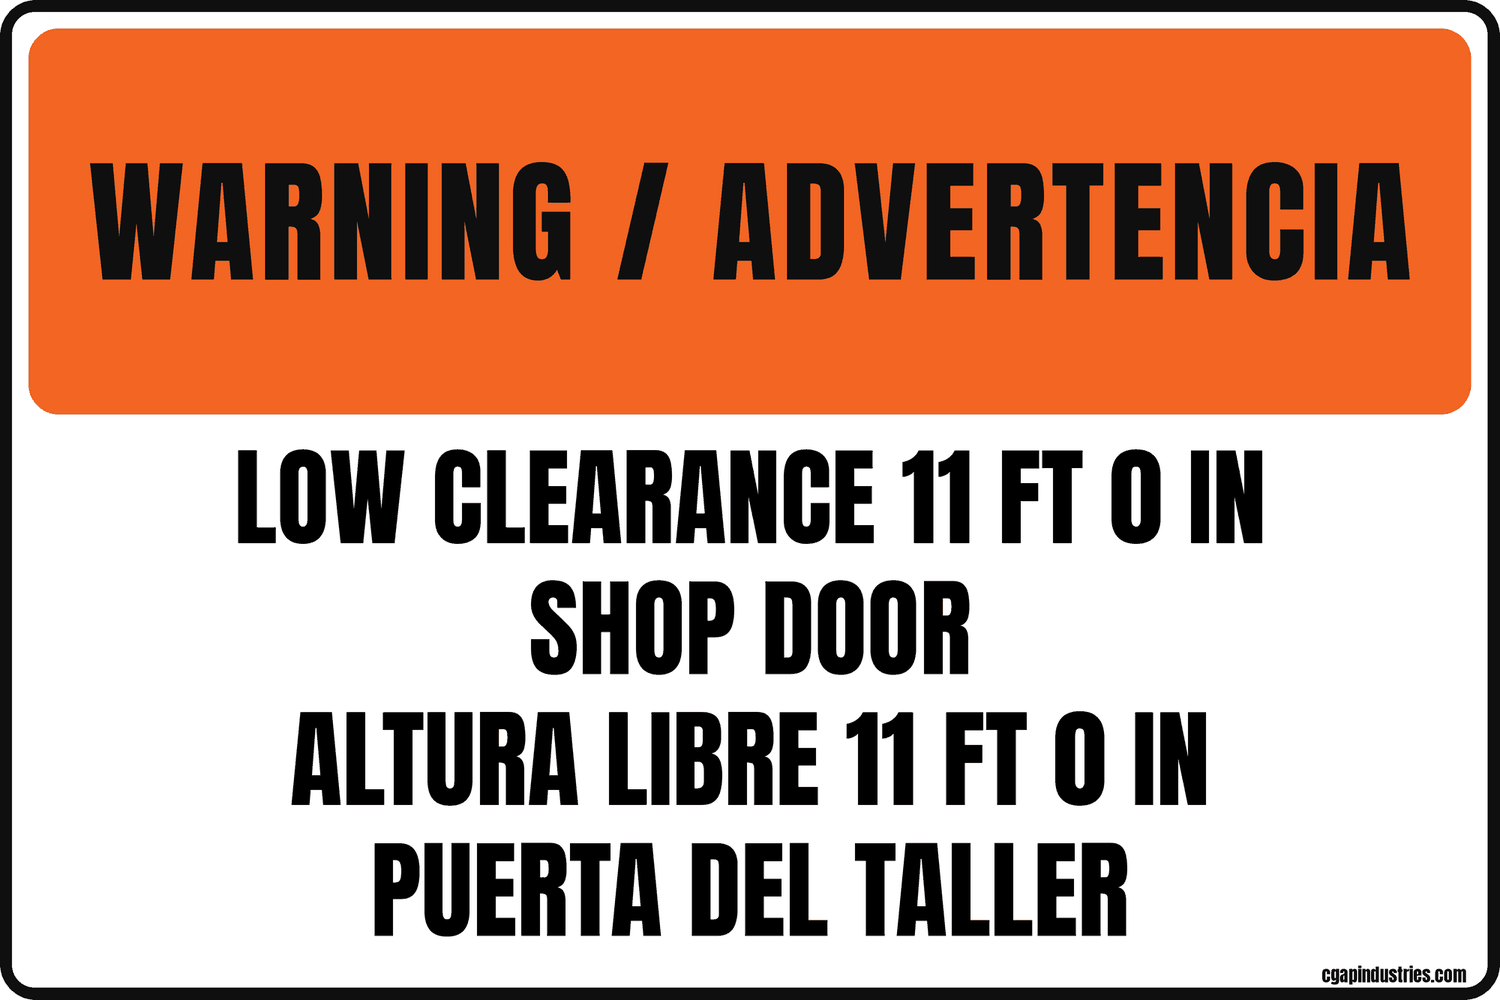 WARNING / ADVERTENCIA
LOW CLEARANCE 11 FT 0 IN
SHOP DOOR
ALTURA LIBRE 11 FT 0 IN
PUERTA DEL TALLER
cgapindustries.com